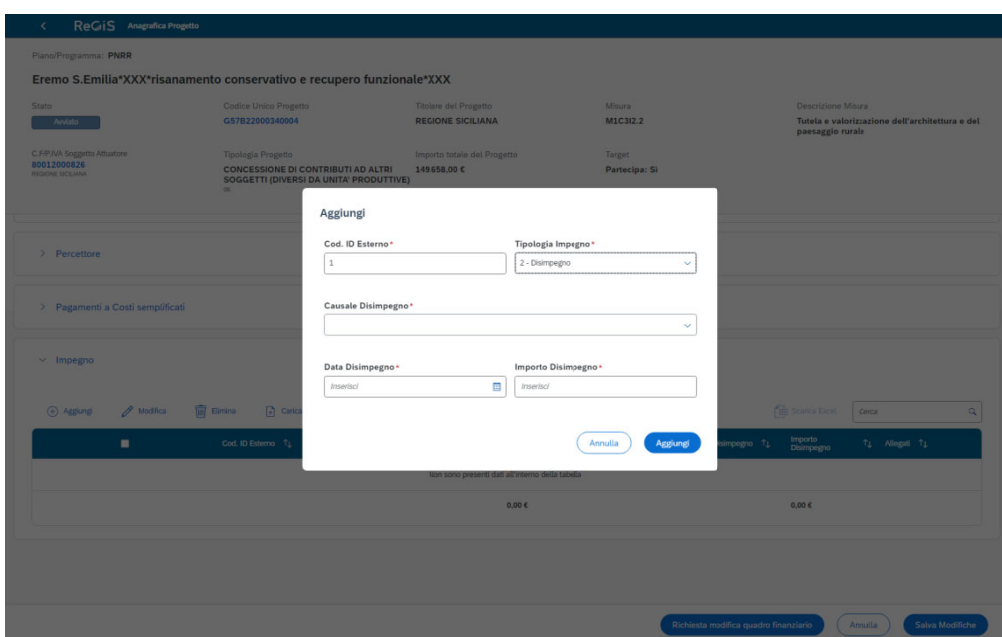 ReGiS Anagrafica Progetto
Piano/Programma: PNRR
Eremo S.Emilia*XXX*risanamento conservativo e recupero funzionale*XXX
Stato Codice Unico Progetto Titolare del Progetto Misura Descrizione Misura
Avviato G57B22000340004 REGIONE SICILIANA M1C3I2.2 Tutela e valorizzazione dell'architettura e del
paesaggio rurale
C.F/P.IVA Soggetto Attuatore Tipologia Progetto Importo totale del Progetto Target
80012000826 CONCESSIONE DI CONTRIBUTI AD ALTRI 149.658,00 € Partecipa: Si
REGIONE SICILIANA SOGGETTI (DIVERSI DA UNITA' PRODUTTIVE)
Aggiungi
Cod. ID Esterno* Tipologia Impegno*
1 2 - Disimpegno
Percettore
Causale Disimpegno*
Pagamenti a Costi semplificati
Impegno
Data Disimpegno* Importo Disimpegno*
Inserisci Inserisci
Aggiungi Modifica Elimina Carica Scarica Excel Cerca
Annulla Aggiungi
Cod. ID Esterno Disimpegno Importo Disimpegno Allegati
Non sono presenti dati all'interno della tabella
0,00 € 0,00 €
Richiesta modifica quadro finanziario Annulla Salva Modifiche